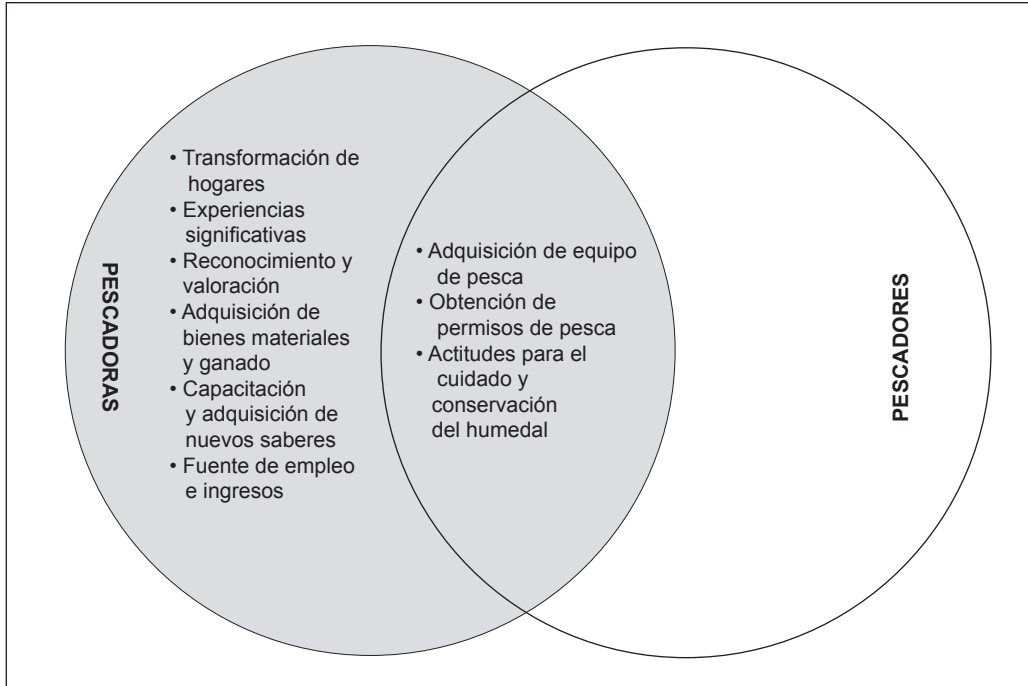 PESCADORAS
• Transformación de
hogares
• Experiencias
significativas
• Reconocimiento y
valoración
• Adquisición de
bienes materiales
y ganado
• Capacitación
y adquisición de
nuevos saberes
• Fuente de empleo
e ingresos
• Adquisición de equipo
de pesca
• Obtención de
permisos de pesca
• Actitudes para el
cuidado y
conservación
del humedal
PESCADORES